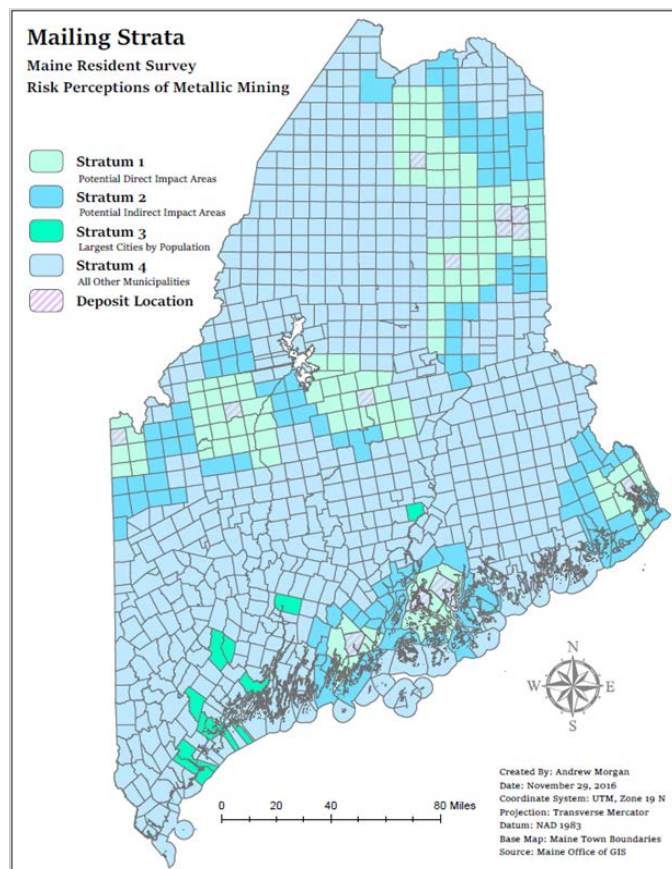 Mailing Strata
Maine Resident Survey
Risk Perceptions of Metallic Mining
Stratum 1
Potential Direct Impact Areas
Stratum 2
Potential Indirect Impact Areas
Stratum 3
Largest Cities by Population
Stratum 4
All Other Municipalities
Deposit Location
N
W E
S
0 20 40 80 Miles
Created By: Andrew Morgan
Date: November 29, 2016
Coordinate System: UTM, Zone 19 N
Projection: Transverse Mercator
Datum: NAD 1983
Base Map: Maine Town Boundaries
Source: Maine Office of GIS